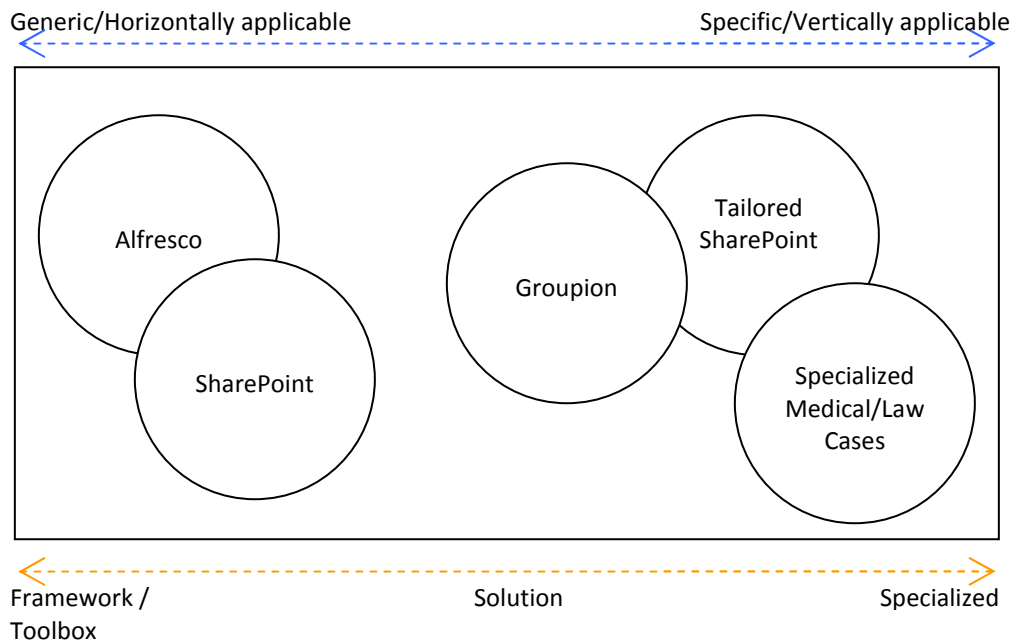 Generic/Horizontally applicable
Specific/Vertically applicable
Alfresco
SharePoint
Groupion
Tailored
SharePoint
Specialized
Medical/Law
Cases
Framework /
Toolbox
Solution
Specialized